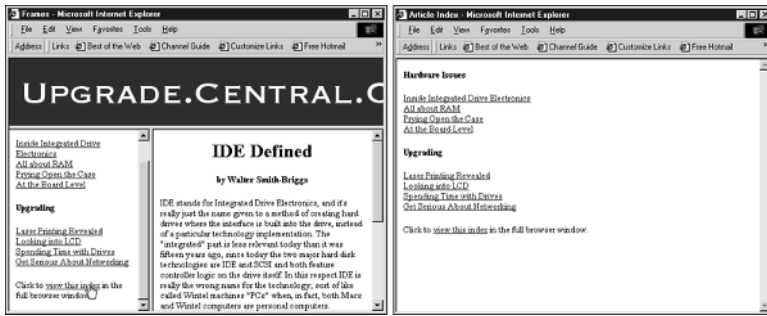 Frames - Microsoft Internet Explorer
File Edit View Favorites Tools Help
Address Links Best of the Web Channel Guide Customize Links Free Hotmail »
UPGRADE.CENTRAL.C
Inside Integrated Drive
Electronics
All about RAM
Prying Open the Case
At the Board Level
Upgrading
Laser Printing Revealed
Looking into LCD
Spending Time with Drives
Get Serious About Networking
Click to view this index in the
full browser window.
IDE Defined
by Walter Smith-Briggs
IDE stands for Integrated Drive Electronics, and it's
really just the name given to a method of creating hard
drives where the interface is built into the drive, instead
of a particular technology implementation. The
"integrated" part is less relevant today than it was
fifteen years ago, since today the two major hard disk
technologies are IDE and SCSI and both feature
controller logic on the drive itself. In this respect IDE is
really the wrong name for the technology, sort of like
called Wintel machines "PCs" when, in fact, both Macs
and Wintel computers are personal computers.
Article Index - Microsoft Internet Explorer
File Edit View Favorites Tools Help
Address Links Best of the Web Channel Guide Customize Links Free Hotmail »
Hardware Issues
Inside Integrated Drive Electronics
All about RAM
Prying Open the Case
At the Board Level
Upgrading
Laser Printing Revealed
Looking into LCD
Spending Time with Drives
Get Serious About Networking
Click to view this index in the full browser window.